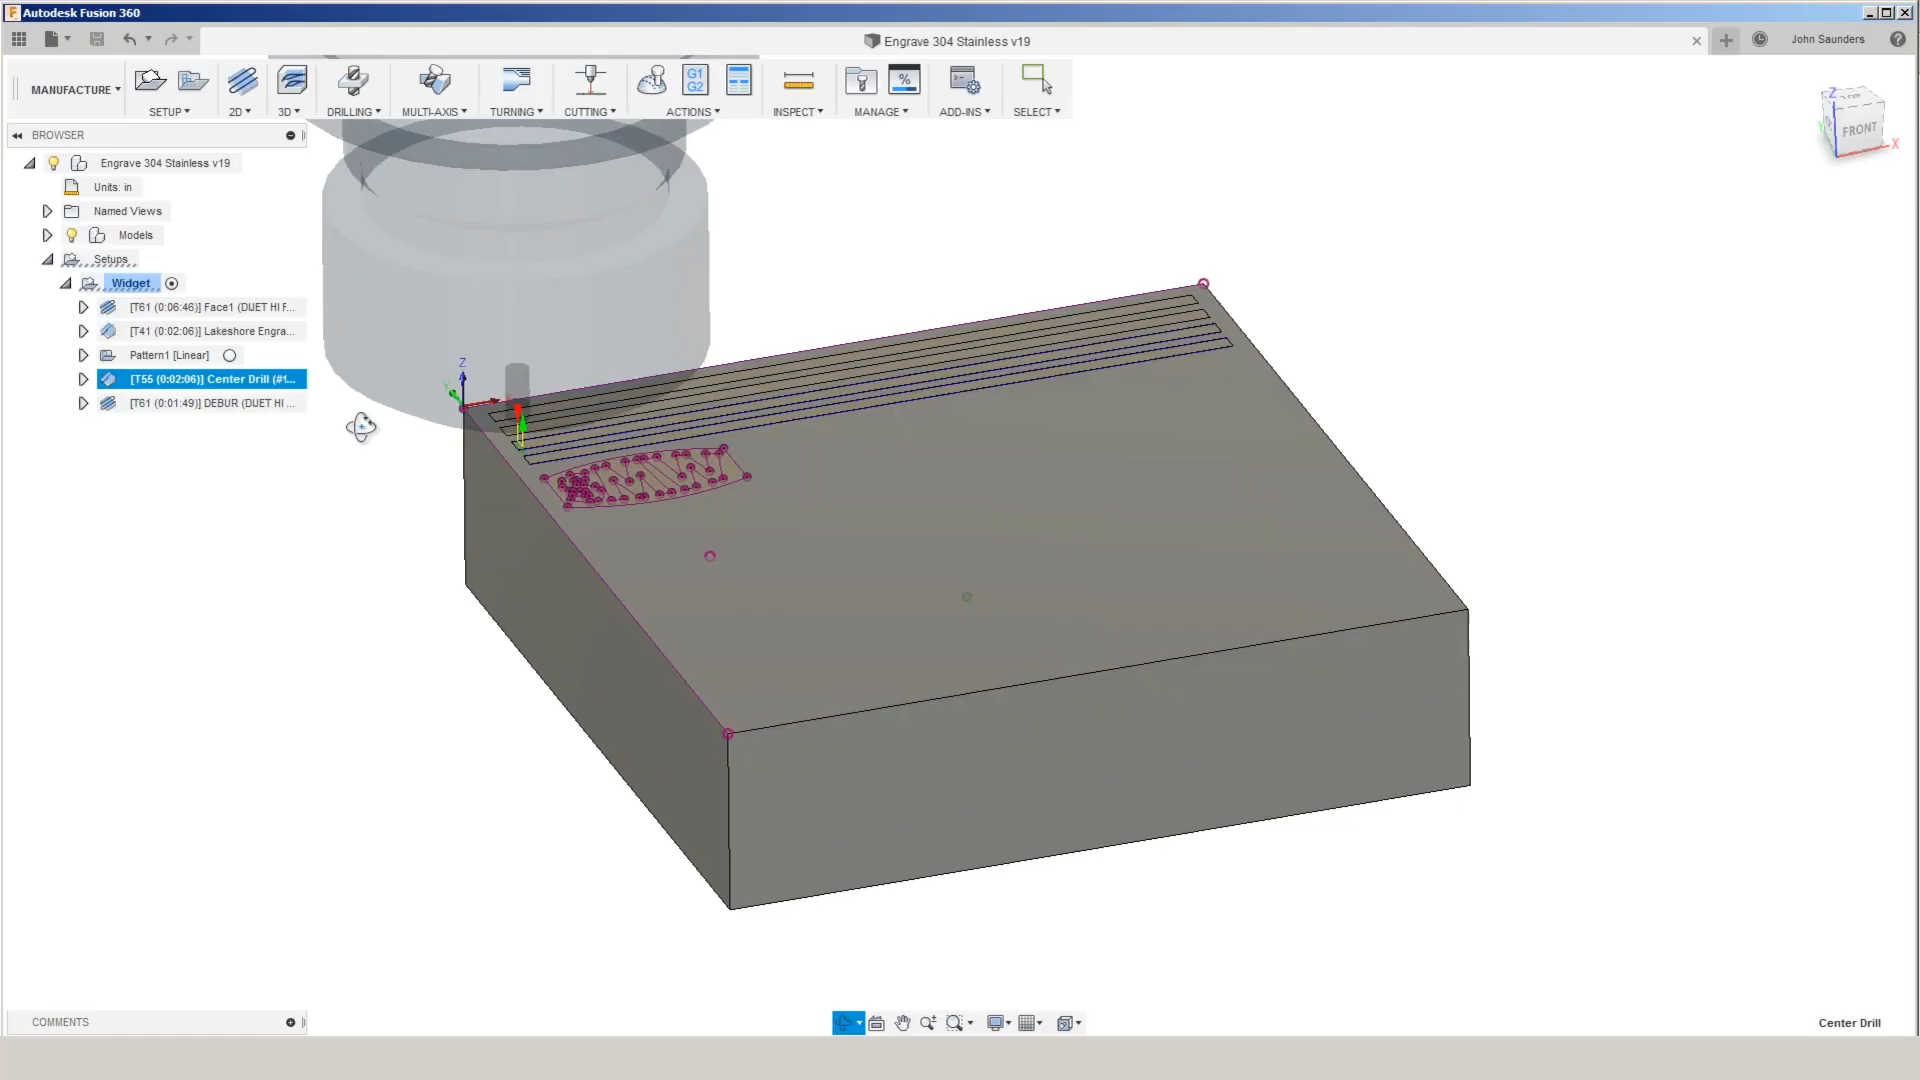 Autodesk Fusion 360
Engrave 304 Stainless v19
John Saunders
MANUFACTURE
G1
G2
%
SETUP
2D
3D
DRILLING
MULTI-AXIS
TURNING
CUTTING
ACTIONS
INSPECT
MANAGE
ADD-INS
SELECT
BROWSER
Engrave 304 Stainless v19
Units: in
Named Views
Models
Setups
Widget
[T61 (0:06:46)] Face1 (DUET HI F...
[T41 (0:02:06)] Lakeshore Engra...
Pattern1 [Linear]
[T55 (0:02:06)] Center Drill (#1...
[T61 (0:01:49)] DEBUR (DUET HI ...
Z
Z
FRONT
X
COMMENTS
Center Drill